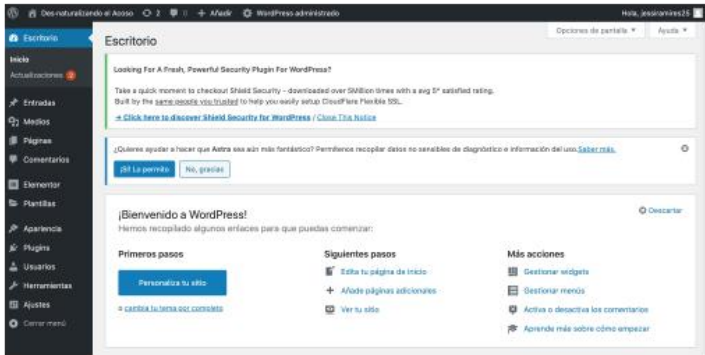 Des-naturalizando el Acoso 2 Añadir WordPress administrado
Hola, jessiramires25
Escritorio
Inicio
Actualizaciones 2
Entradas
Medios
Páginas
Comentarios
Elementor
Plantillas
Apariencia
Plugins
Usuarios
Herramientas
Ajustes
Cerrar menú
Opciones de pantalla Ayuda
Escritorio
Looking For A Fresh, Powerful Security Plugin For WordPress?
Take a quick moment to checkout Shield Security - downloaded over 5Million times with a avg 5* satisfied rating.
Built by the same people you trusted to help you easily setup CloudFlare Flexible SSL.
→ Click here to discover Shield Security for WordPress / Close This Notice
¿Quieres ayudar a hacer que Astra sea aún más fantástico? Permítenos recopilar datos no sensibles de diagnóstico e información del uso. Saber más.
¡Sí! Lo permito
No, gracias
¡Bienvenido a WordPress!
Descartar
Hemos recopilado algunos enlaces para que puedas comenzar:
Primeros pasos
Personaliza tu sitio
o cambia tu tema por completo
Siguientes pasos
Edita tu página de inicio
Añade páginas adicionales
Ver tu sitio
Más acciones
Gestionar widgets
Gestionar menús
Activa o desactiva los comentarios
Aprende más sobre cómo empezar